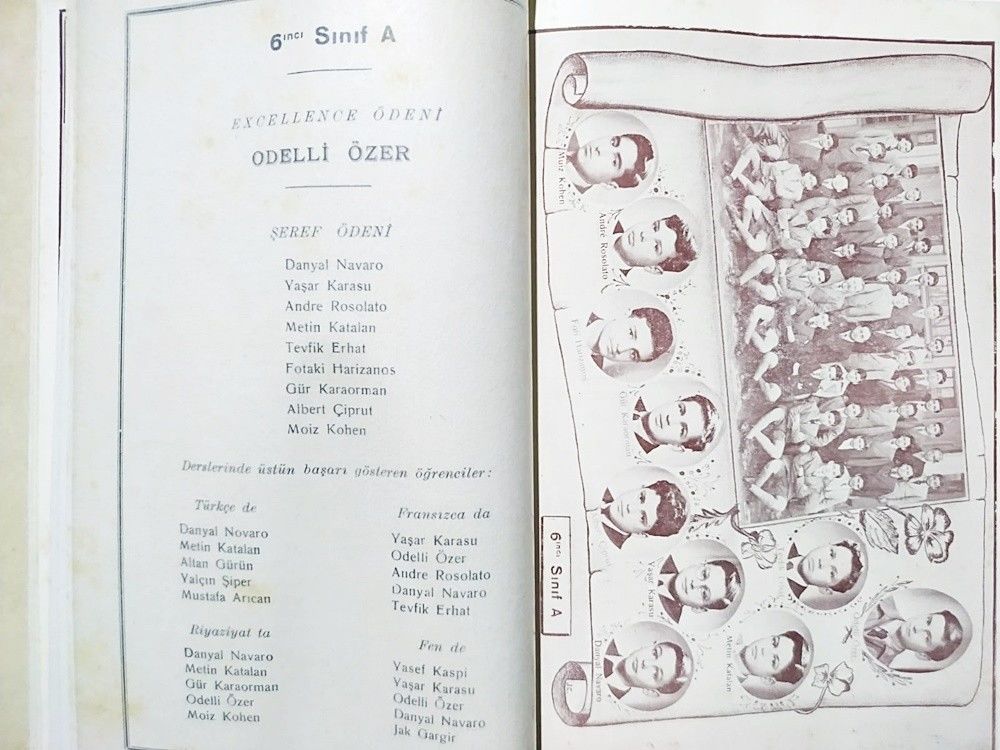 6ıncı Sınıf A
EXCELLENCE ÖDENİ
ODELLİ ÖZER
ŞEREF ÖDENİ
Danyal Navaro
Yaşar Karasu
Andre Rosolato
Metin Katalan
Tevfik Erhat
Fotaki Harizanos
Gür Karaorman
Albert Çiprut
Moiz Kohen
Derslerinde üstün başarı gösteren öğrenciler:
Türkçe de
Danyal Novaro
Metin Katalan
Altan Gürün
Yalçın Şiper
Mustafa Arıcan
Fransızca da
Yaşar Karasu
Odelli Özer
Andre Rosolato
Danyal Navaro
Tevfik Erhat
Riyaziyat ta
Danyal Navaro
Metin Katalan
Gür Karaorman
Odelli Özer
Moiz Kohen
Fen de
Yasef Kaspi
Yaşar Karasu
Odelli Özer
Danyal Navaro
Jak Gargir
Moiz Kohen
André Rosolato
Gür Karaorman
Yaşar Karasu
Metin Katalan
Danyal Navaro
6ıncı Sınıf A